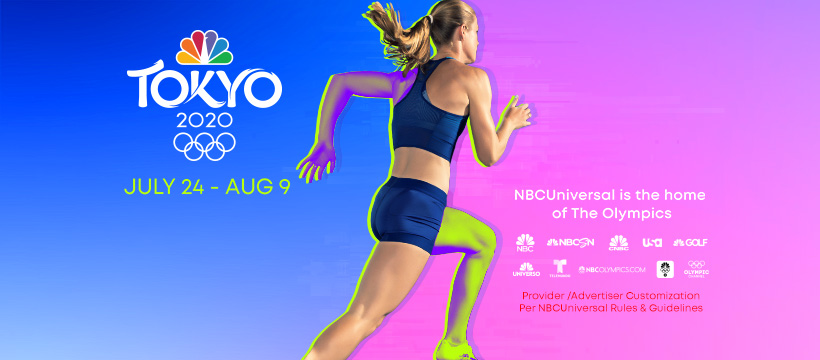 TOKYO
2020
JULY 24 - AUG 9
NBCUniversal is the home
of The Olympics
NBC NBCSN CNBC USA GOLF
UNIVERSO TELEMUNDO NBCOLYMPICS.COM OLYMPIC CHANNEL
Provider /Advertiser Customization
Per NBCUniversal Rules & Guidelines